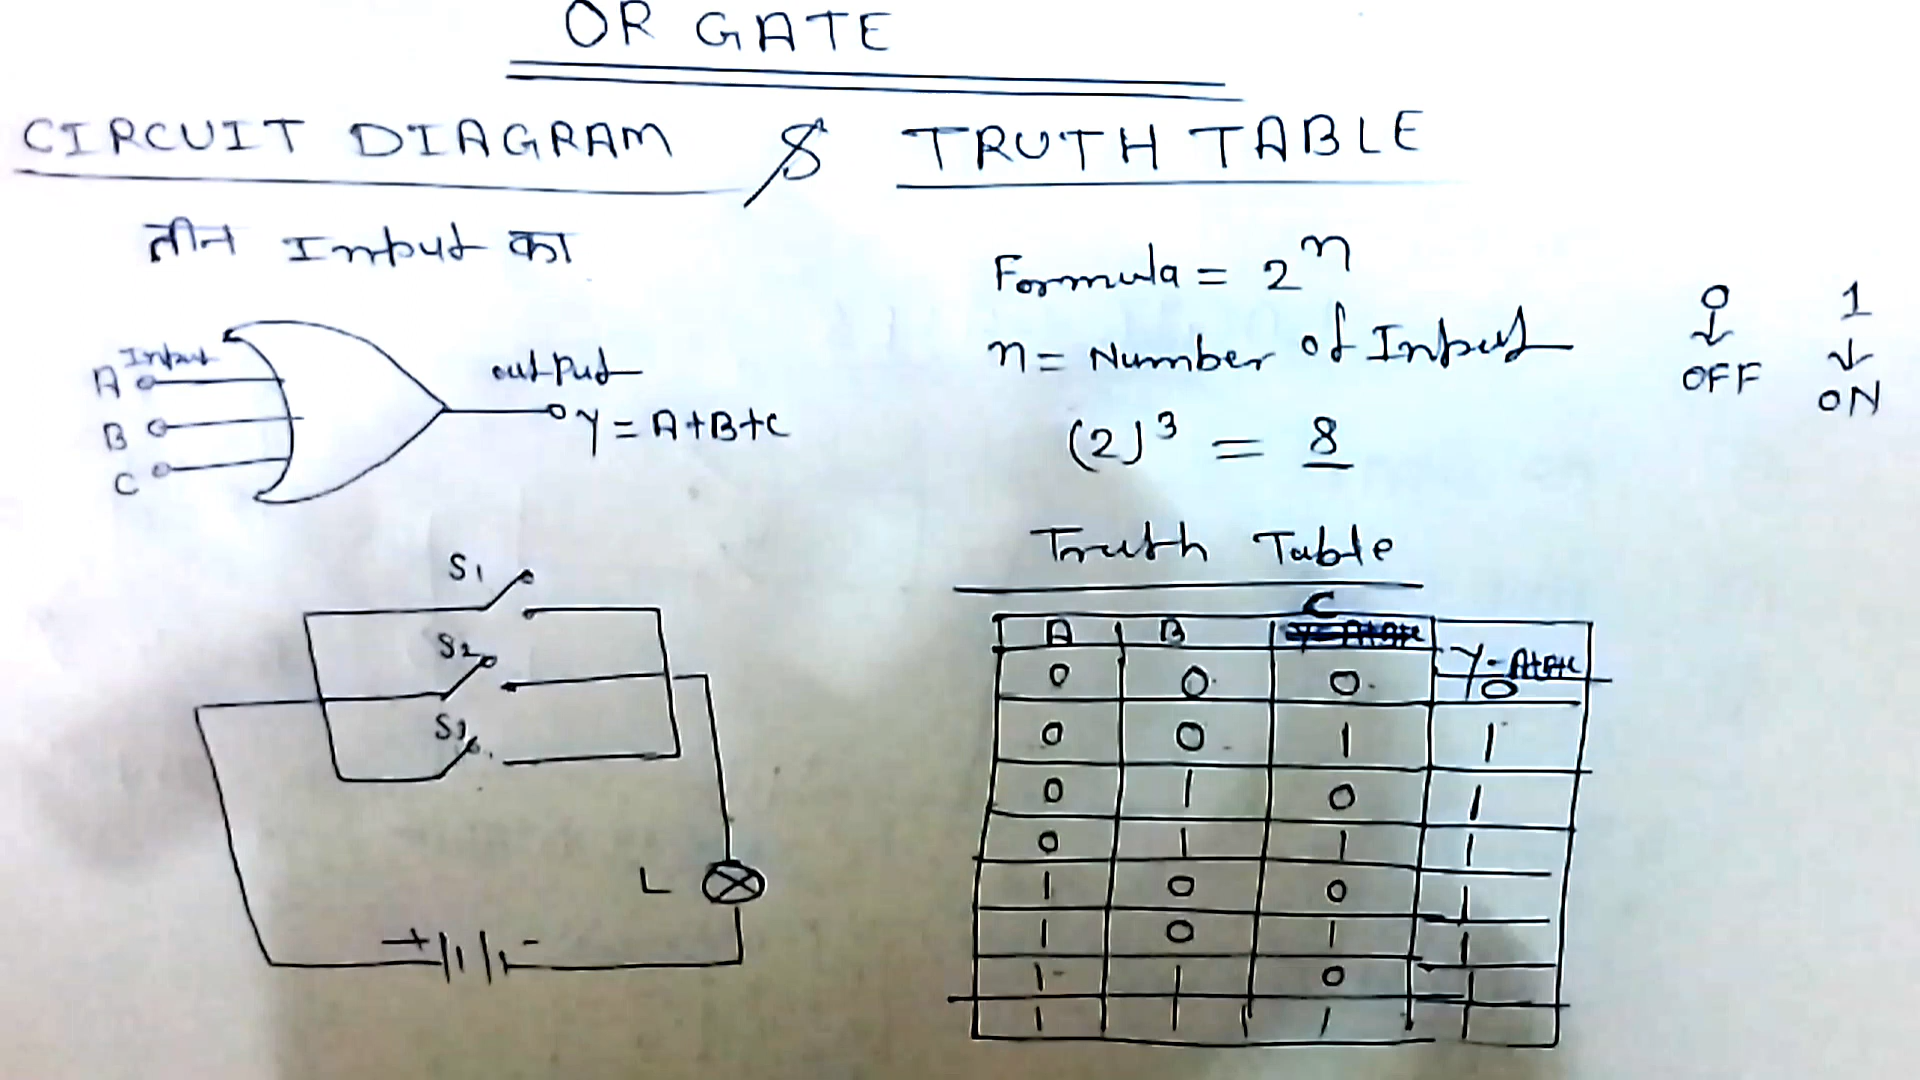 OR GATE
CIRCUIT DIAGRAM & TRUTH TABLE
तीन Input का
A Input
B
C
output
Y = A+B+C
S1
S2
S3
L
+ -
Formula = 2^n
n = Number of Input
(2)^3 = 8
0 1
↓ ↓
OFF ON
Truth Table
A B C Y=A+B+C
0 0 0 0
0 0 1 1
0 1 0 1
0 1 1 1
1 0 0 1
1 0 1 1
1 1 0 1
1 1 1 1